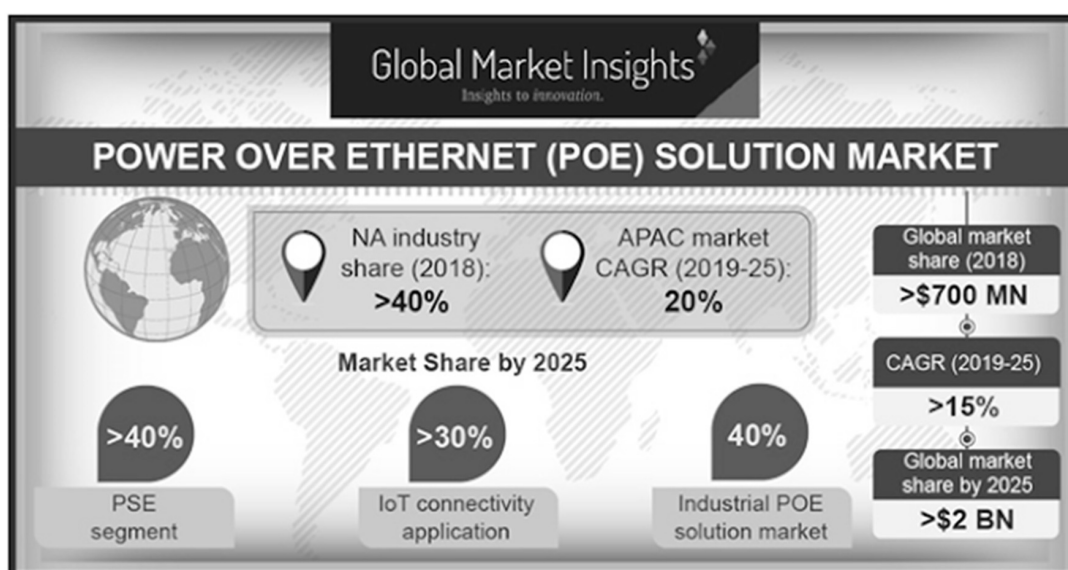 Global Market Insights
Insights to innovation.
POWER OVER ETHERNET (POE) SOLUTION MARKET
NA industry
share (2018):
>40%
APAC market
CAGR (2019-25):
20%
Global market
share (2018)
>$700 MN
CAGR (2019-25)
>15%
Global market
share by 2025
>$2 BN
Market Share by 2025
>40%
PSE
segment
>30%
IoT connectivity
application
40%
Industrial POE
solution market